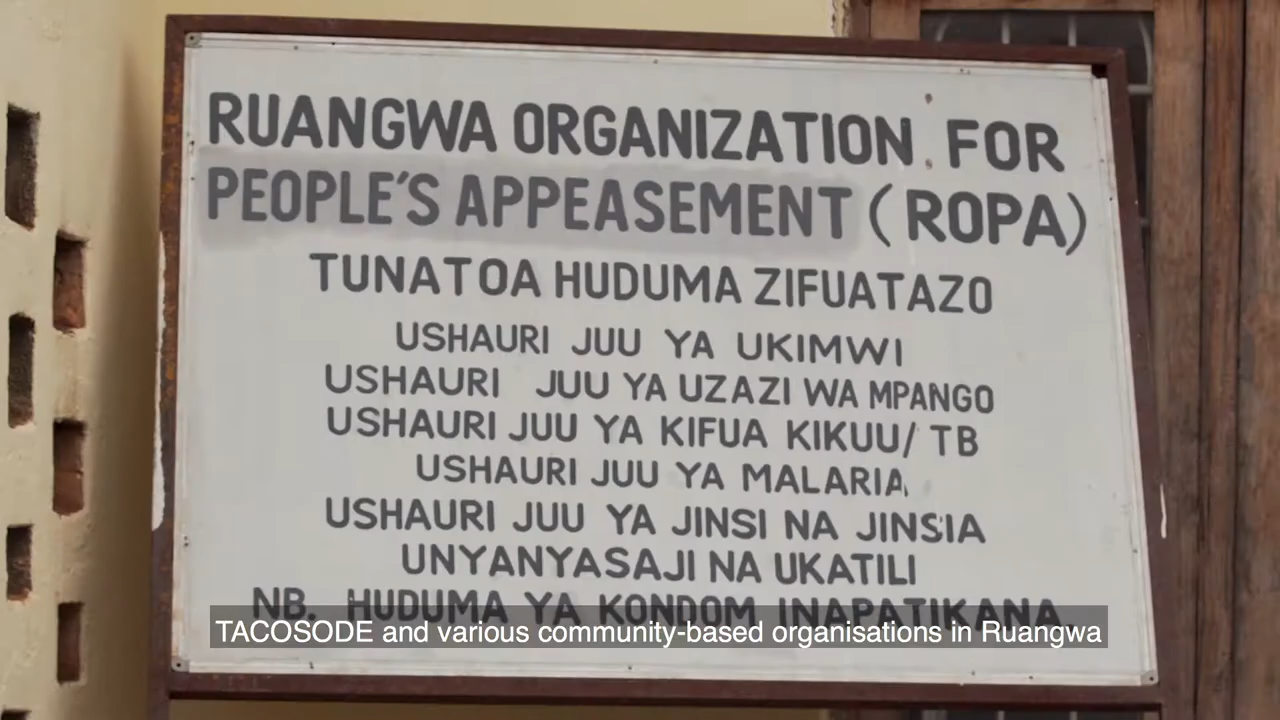 RUANGWA ORGANIZATION FOR
PEOPLE'S APPEASEMENT (ROPA)
TUNATOA HUDUMA ZIFUATAZO
USHAURI JUU YA UKIMWI
USHAURI JUU YA UZAZI WA MPANGO
USHAURI JUU YA KIFUA KIKUU/ TB
USHAURI JUU YA MALARIA
USHAURI JUU YA JINSI NA JINSIA
UNYANYASAJI NA UKATILI
NB. HUDUMA YA KONDOM INAPATIKANA.
TACOSODE and various community-based organisations in Ruangwa